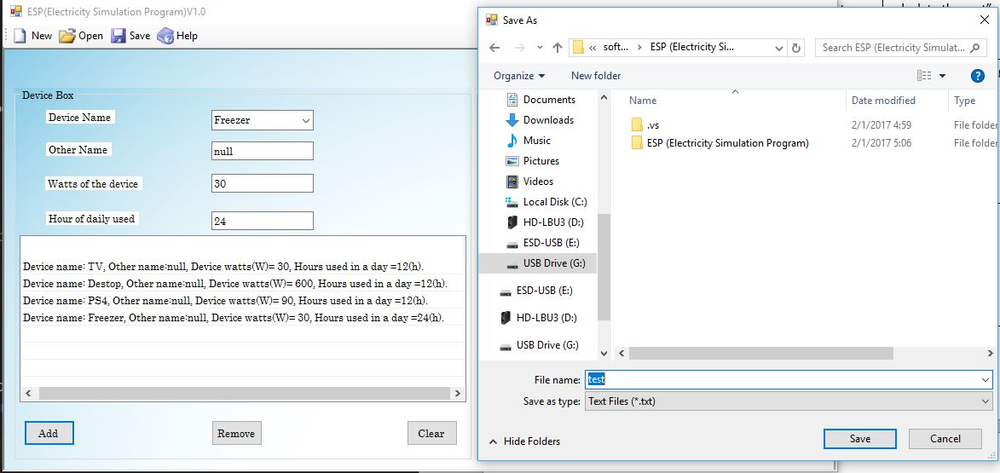 ESP(Electricity Simulation Program)V1.0
New Open Save Help
Device Box
Device Name Freezer
Other Name null
Watts of the device 30
Hour of daily used 24
Device name: TV, Other name:null, Device watts(W)= 30, Hours used in a day =12(h).
Device name: Destop, Other name:null, Device watts(W)= 600, Hours used in a day =12(h).
Device name: PS4, Other name:null, Device watts(W)= 90, Hours used in a day =12(h).
Device name: Freezer, Other name:null, Device watts(W)= 30, Hours used in a day =24(h).
Add Remove Clear
Save As
« soft... > ESP (Electricity Si...
Search ESP (Electricity Simulat...
Organize New folder
Documents
Downloads
Music
Pictures
Videos
Local Disk (C:)
HD-LBU3 (D:)
ESD-USB (E:)
USB Drive (G:)
ESD-USB (E:)
HD-LBU3 (D:)
USB Drive (G:)
Name Date modified Type
.vs 2/1/2017 4:59 File folder
ESP (Electricity Simulation Program) 2/1/2017 5:06 File folder
File name: test
Save as type: Text Files (*.txt)
Hide Folders Save Cancel